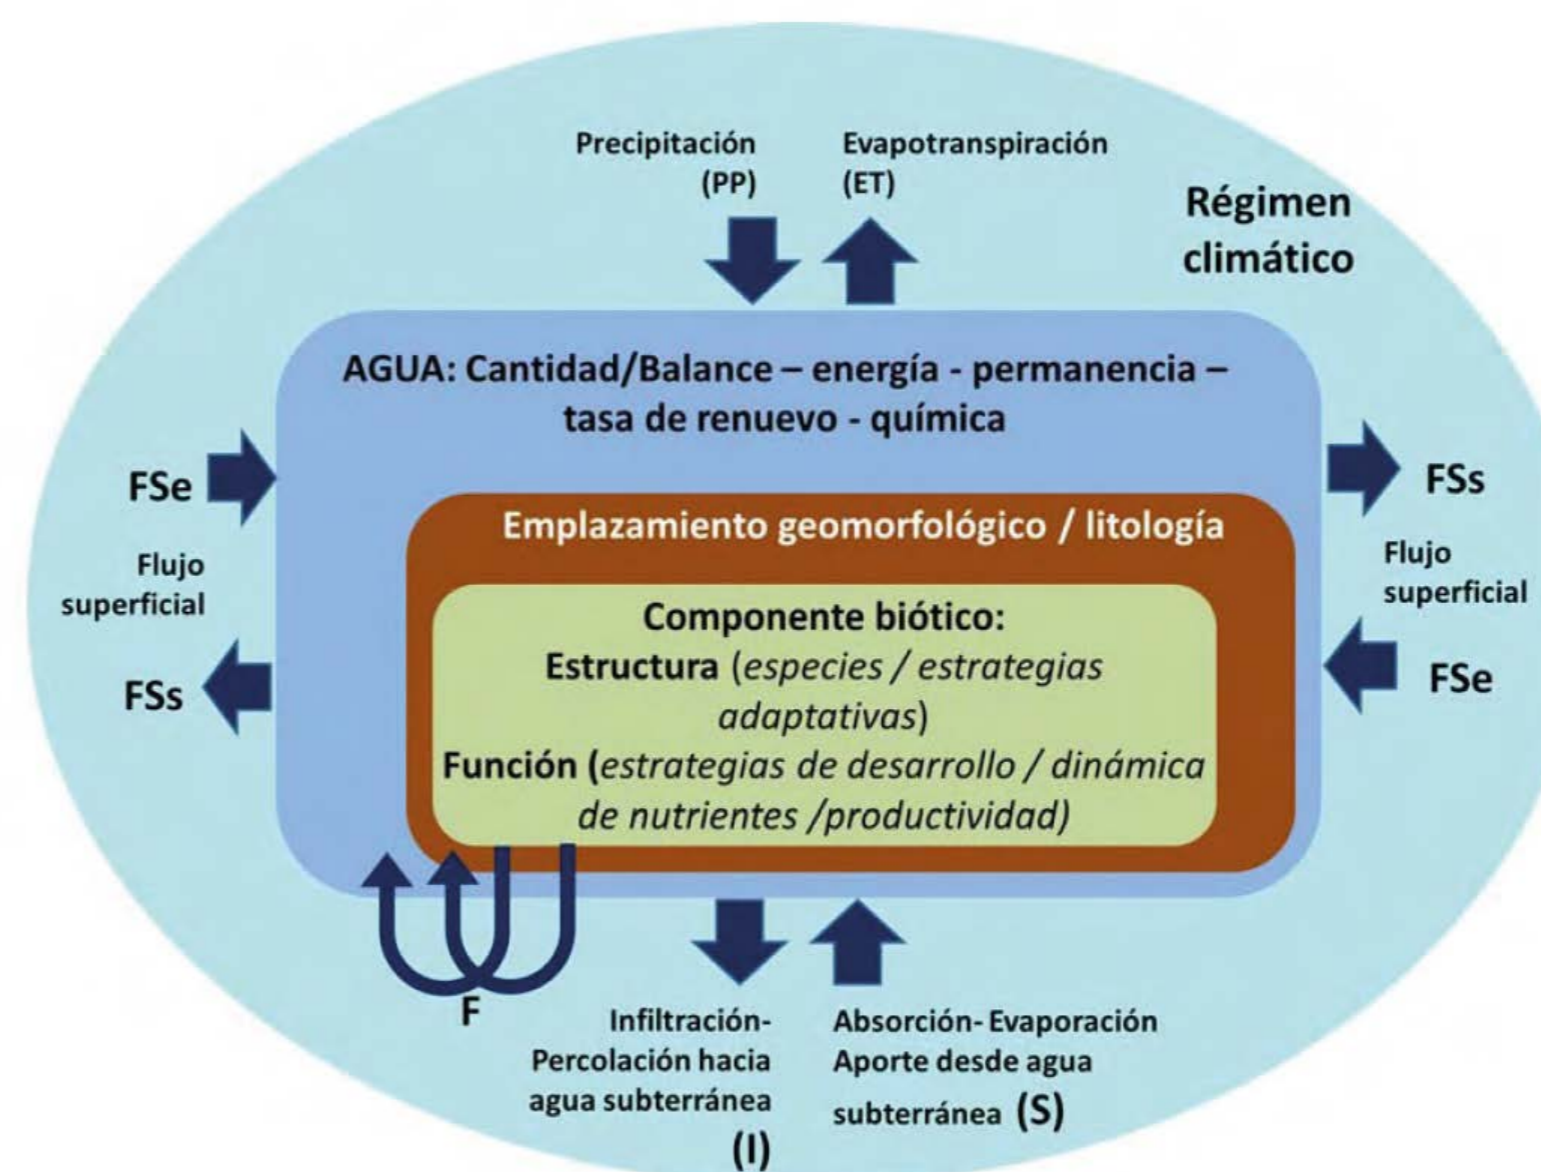 Precipitación
(PP)
Evapotranspiración
(ET)
Régimen
climático
AGUA: Cantidad/Balance – energía - permanencia –
tasa de renuevo - química
FSe
Flujo
superficial
FSs
FSs
Flujo
superficial
FSe
Emplazamiento geomorfológico / litología
Componente biótico:
Estructura (especies / estrategias
adaptativas)
Función (estrategias de desarrollo / dinámica
de nutrientes /productividad)
F
Infiltración-
Percolación hacia
agua subterránea
(I)
Absorción- Evaporación
Aporte desde agua
subterránea (S)